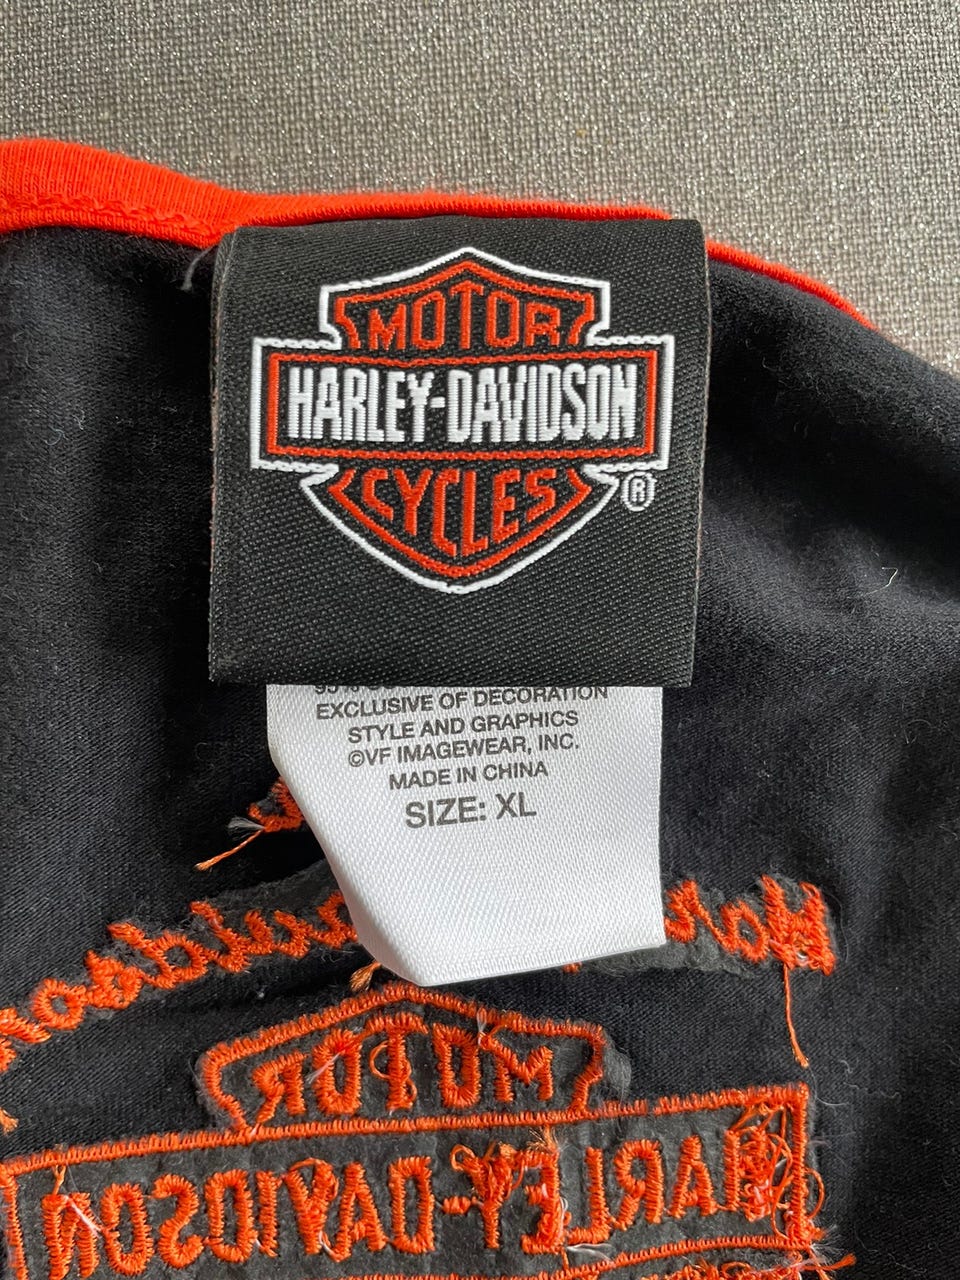 MOTOR
HARLEY-DAVIDSON
CYCLES
®
95%
EXCLUSIVE OF DECORATION
STYLE AND GRAPHICS
©VF IMAGEWEAR, INC.
MADE IN CHINA
SIZE: XL
MOTOR
HARLEY-DAVIDSON